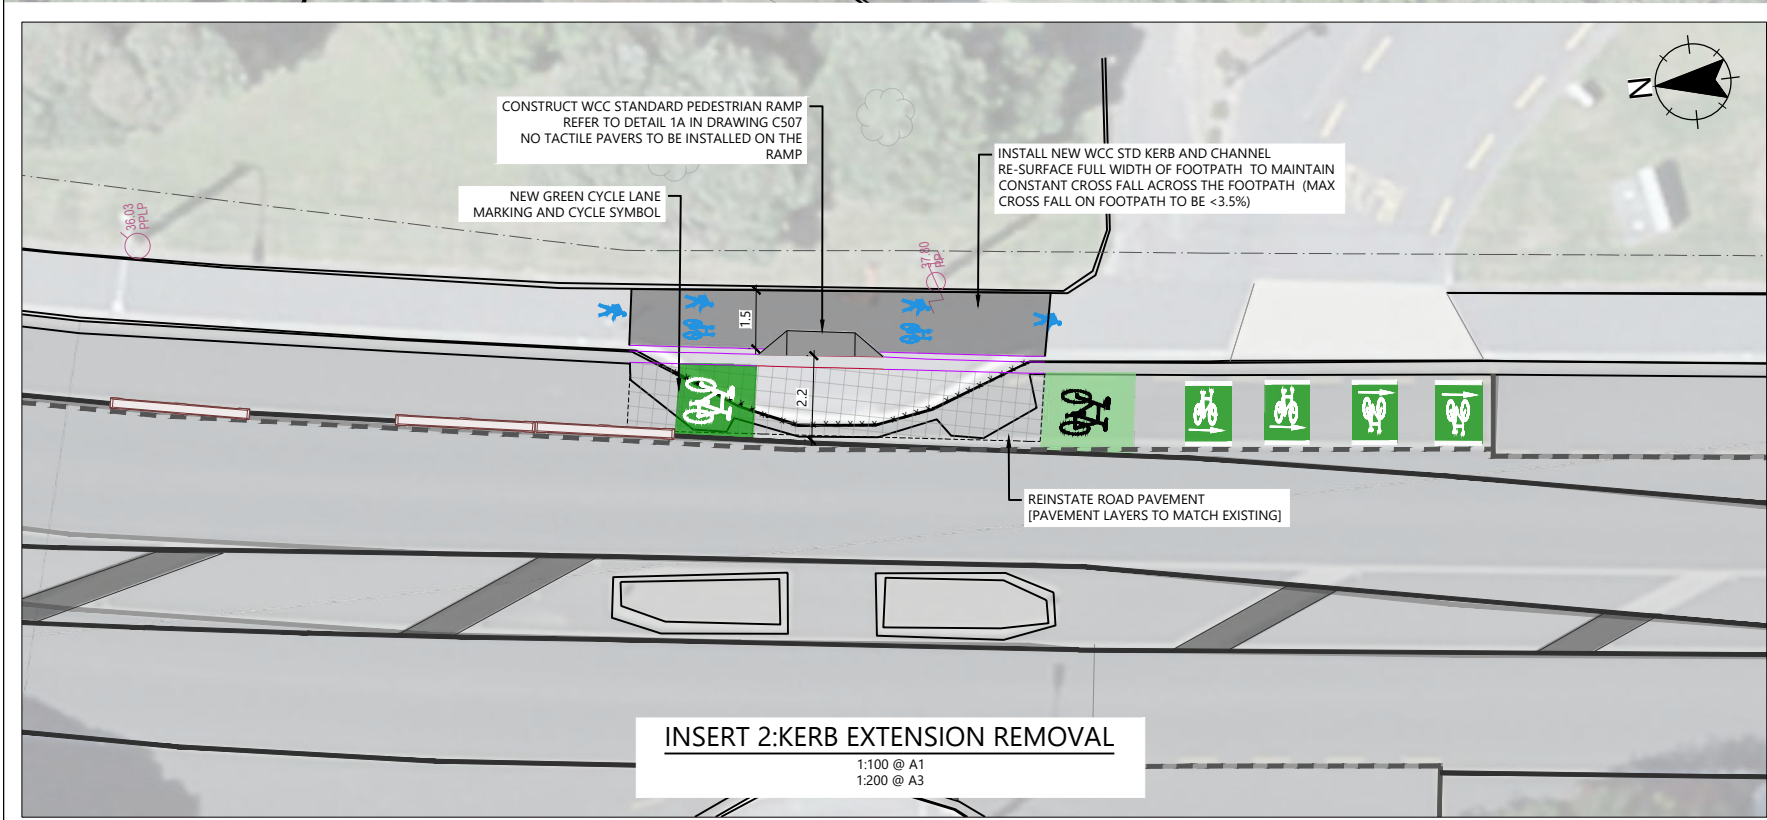 CONSTRUCT WCC STANDARD PEDESTRIAN RAMP
REFER TO DETAIL 1A IN DRAWING C507
NO TACTILE PAVERS TO BE INSTALLED ON THE
RAMP
N
INSTALL NEW WCC STD KERB AND CHANNEL
RE-SURFACE FULL WIDTH OF FOOTPATH TO MAINTAIN
CONSTANT CROSS FALL ACROSS THE FOOTPATH (MAX
CROSS FALL ON FOOTPATH TO BE <3.5%)
NEW GREEN CYCLE LANE
MARKING AND CYCLE SYMBOL
36.03
PPLP
37.80
1.5
2.2
REINSTATE ROAD PAVEMENT
[PAVEMENT LAYERS TO MATCH EXISTING]
INSERT 2:KERB EXTENSION REMOVAL
1:100 @ A1
1:200 @ A3